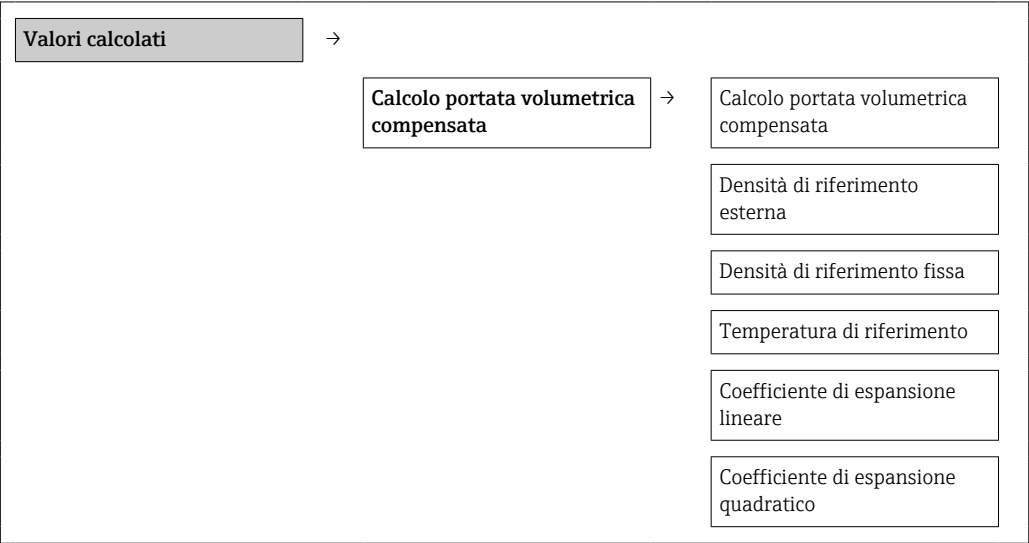 Valori calcolati →
Calcolo portata volumetrica
compensata
→
Calcolo portata volumetrica
compensata
Densità di riferimento
esterna
Densità di riferimento fissa
Temperatura di riferimento
Coefficiente di espansione
lineare
Coefficiente di espansione
quadratico